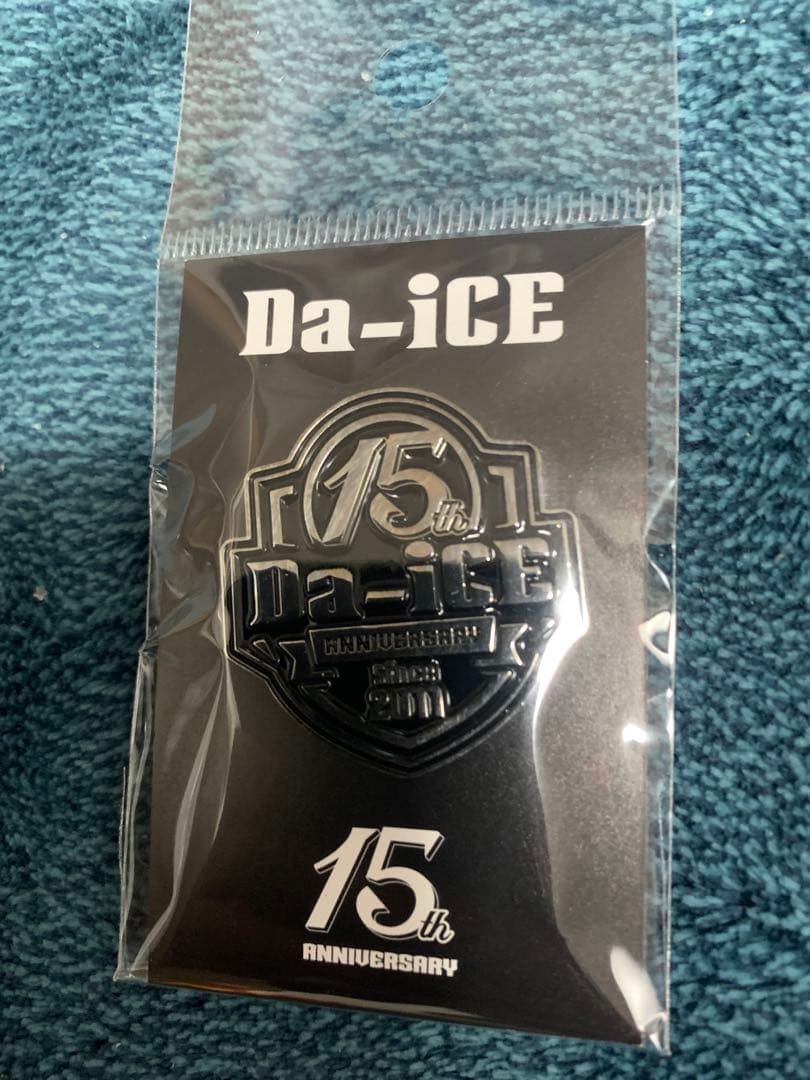 Da-iCE
15th
Da-iCE
ANNIVERSARY
Since
2011
15th
ANNIVERSARY